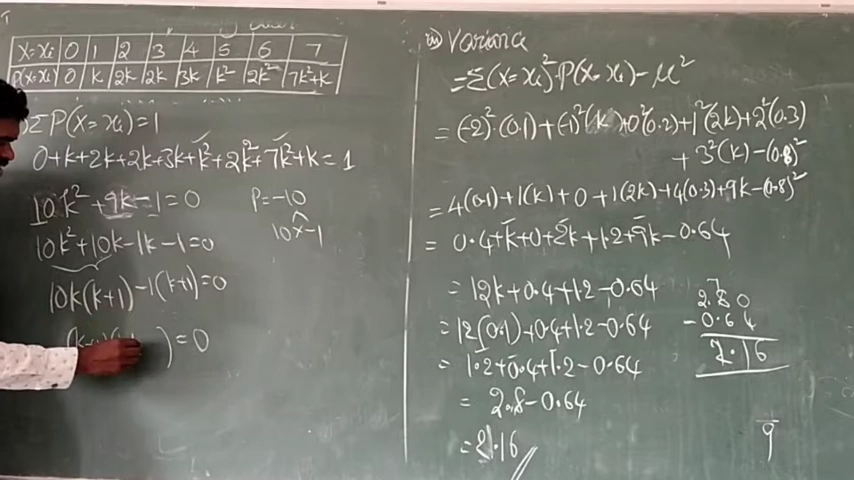 X=xi | 0 | 1 | 2 | 3 | 4 | 5 | 6 | 7
P(X=xi) | 0 | k | 2k | 2k | 3k | k² | 2k² | 7k²+k
ΣP(X=xi)=1
0+k+2k+2k+3k+k²+2k²+7k²+k=1
10k²+9k-1=0 P=-10
10k²+10k-1k-1=0 10x-1
10k(k+1)-1(k+1)=0
)=0
iii) Variance
=Σ(X=xi)²·P(X=xi)-μ²
=(-2)²·(0.1)+(-1)²(k)+0²(0.2)+1²(2k)+2²(0.3)
+3²(k)-(0.8)²
=4(0.1)+1(k)+0+1(2k)+4(0.3)+9k-(0.8)²
=0.4+k+0+2k+1.2+9k-0.64
=12k+0.4+1.2-0.64
=12(0.1)+0.4+1.2-0.64
=1.2+0.4+1.2-0.64
=2.8-0.64
=2.16
7
2.80
-0.64
2.16
9